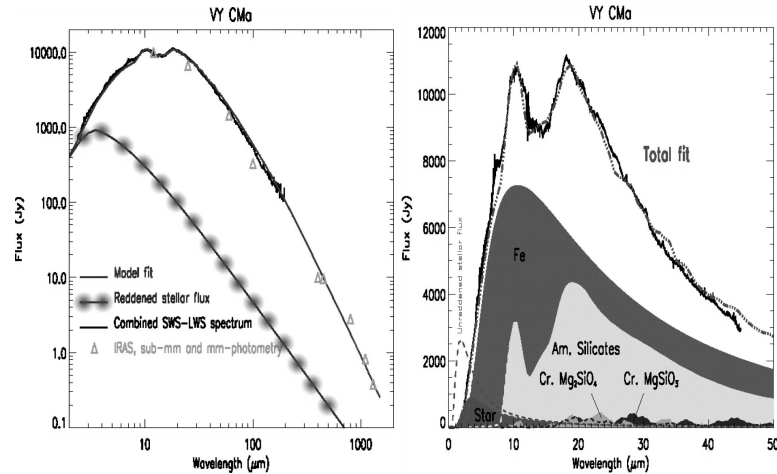 VY CMa
10000.0
1000.0
100.0
10.0
1.0
0.1
Flux (Jy)
Model fit
Reddened stellar flux
Combined SWS-LWS spectrum
IRAS, sub-mm and mm-photometry
10
100
1000
Wavelength (μm)
VY CMa
12000
10000
8000
6000
4000
2000
0
Flux (Jy)
Unreddened stellar flux
Total fit
Fe
Am. Silicates
Cr. Mg₂SiO₄
Cr. MgSiO₃
Star
0
10
20
30
40
50
Wavelength (μm)